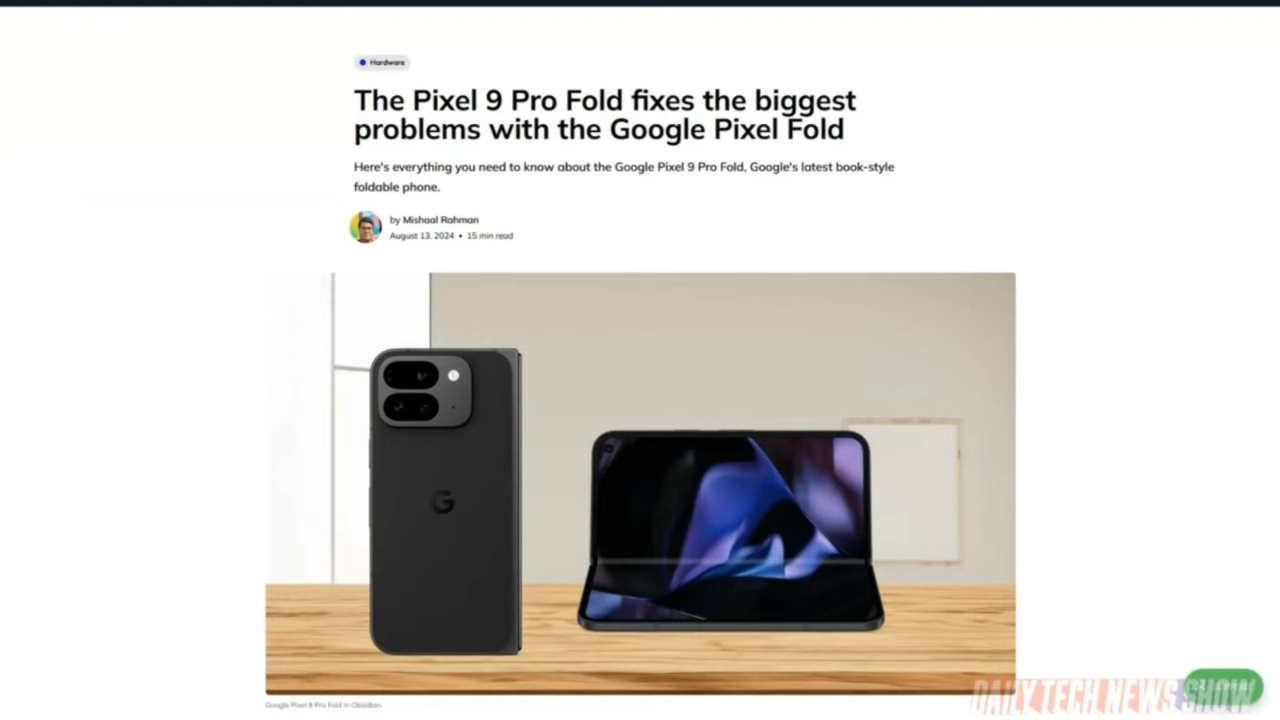 Hardware
The Pixel 9 Pro Fold fixes the biggest
problems with the Google Pixel Fold
Here's everything you need to know about the Google Pixel 9 Pro Fold, Google's latest book-style
foldable phone.
by Mishaal Rahman
August 13, 2024 • 15 min read
G
Google Pixel 9 Pro Fold in Obsidian.
DAILY TECH NEWS SHOW